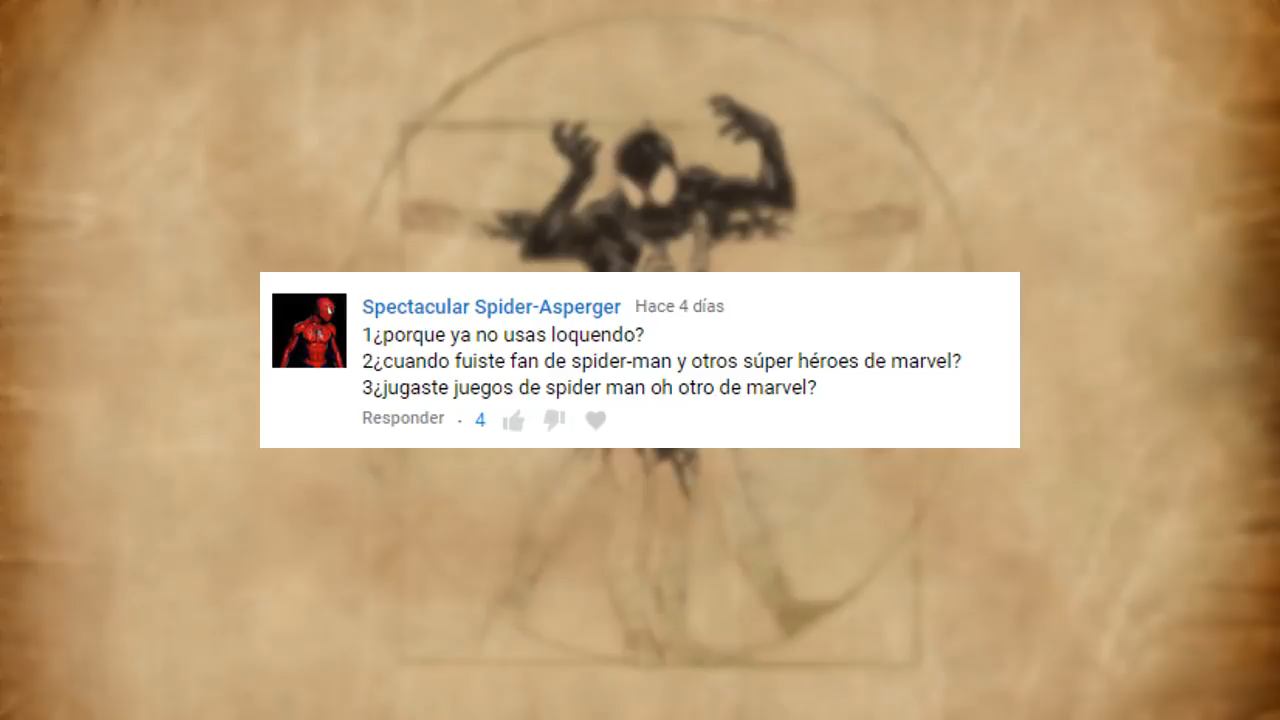 Spectacular Spider-Asperger Hace 4 días
1¿porque ya no usas loquendo?
2¿cuando fuiste fan de spider-man y otros súper héroes de marvel?
3¿jugaste juegos de spider man oh otro de marvel?
Responder . 4